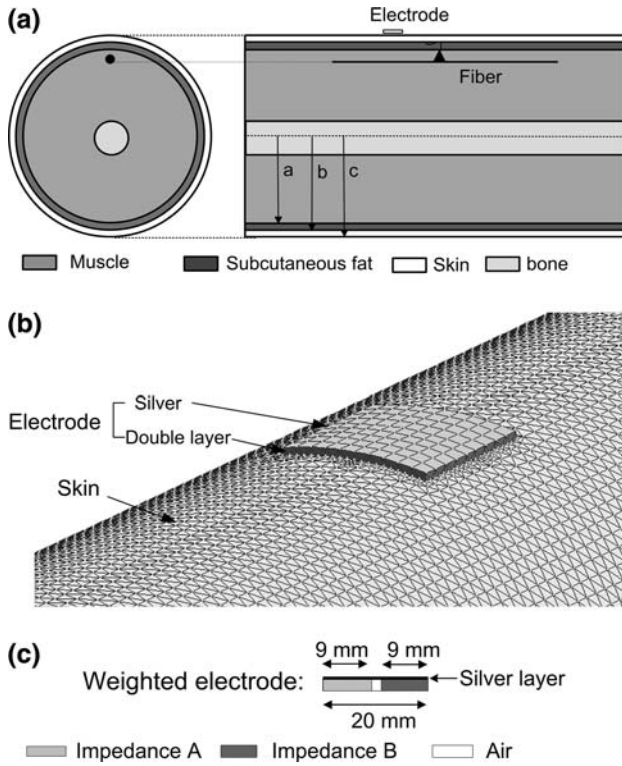 (a)
Electrode
Fiber
a
b
c
Muscle Subcutaneous fat Skin bone
(b)
Electrode
Silver
Double layer
Skin
(c)
9 mm 9 mm
Weighted electrode:
Silver layer
20 mm
Impedance A Impedance B Air